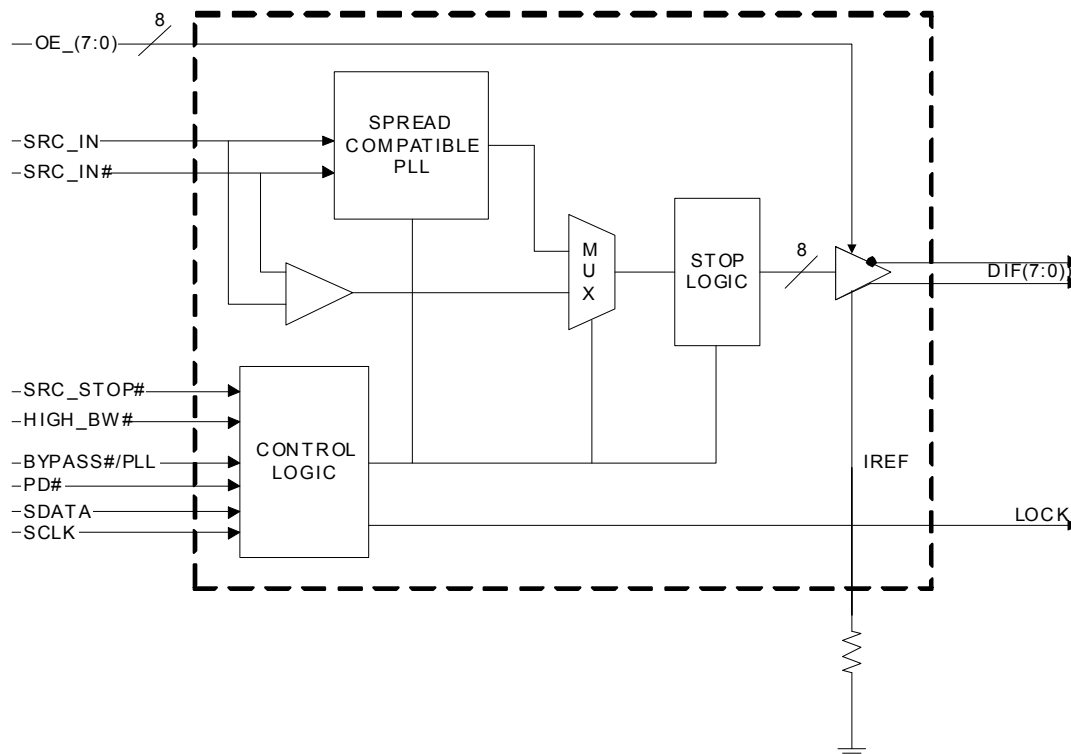 8
OE_(7:0)
SRC_IN
SRC_IN#
SPREAD
COMPATIBLE
PLL
M
U
X
STOP
LOGIC
8
DIF(7:0))
SRC_STOP#
HIGH_BW#
BYPASS#/PLL
PD#
SDATA
SCLK
CONTROL
LOGIC
IREF
LOCK